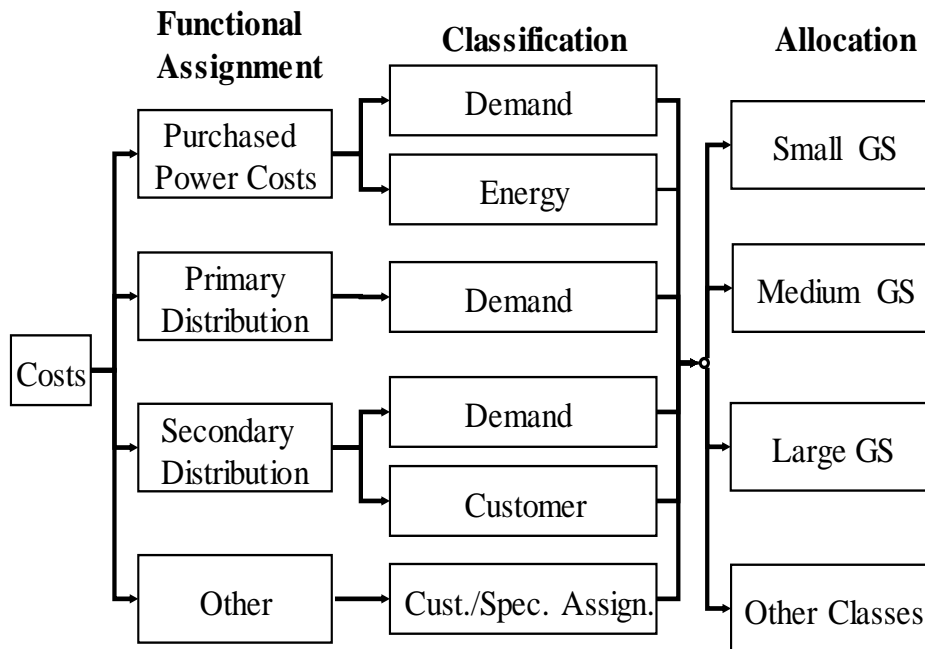 Functional
Assignment
Classification
Allocation
Costs
Purchased
Power Costs
Primary
Distribution
Secondary
Distribution
Other
Demand
Energy
Demand
Demand
Customer
Cust./Spec. Assign.
Small GS
Medium GS
Large GS
Other Classes